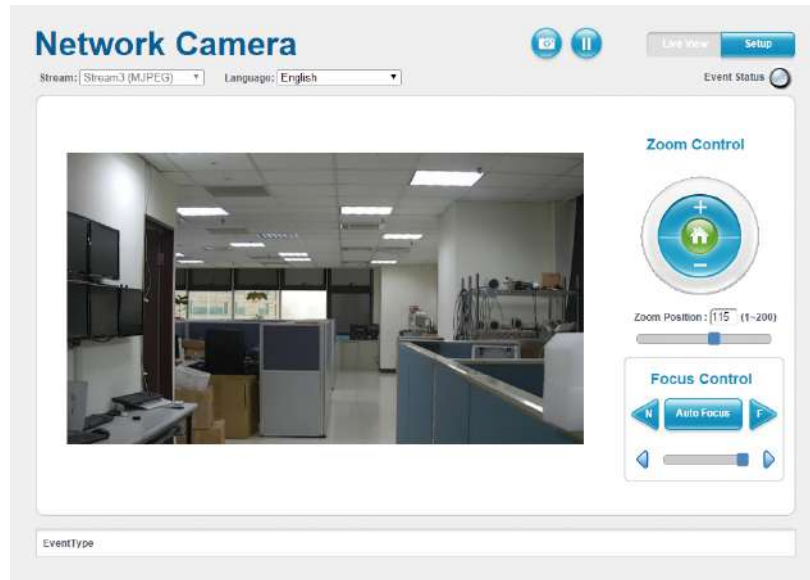 Network Camera
Live View Setup
Stream: Stream3 (MJPEG) Language: English
Event Status
Zoom Control
+
−
Zoom Position : 115 (1~200)
Focus Control
N Auto Focus F
EventType